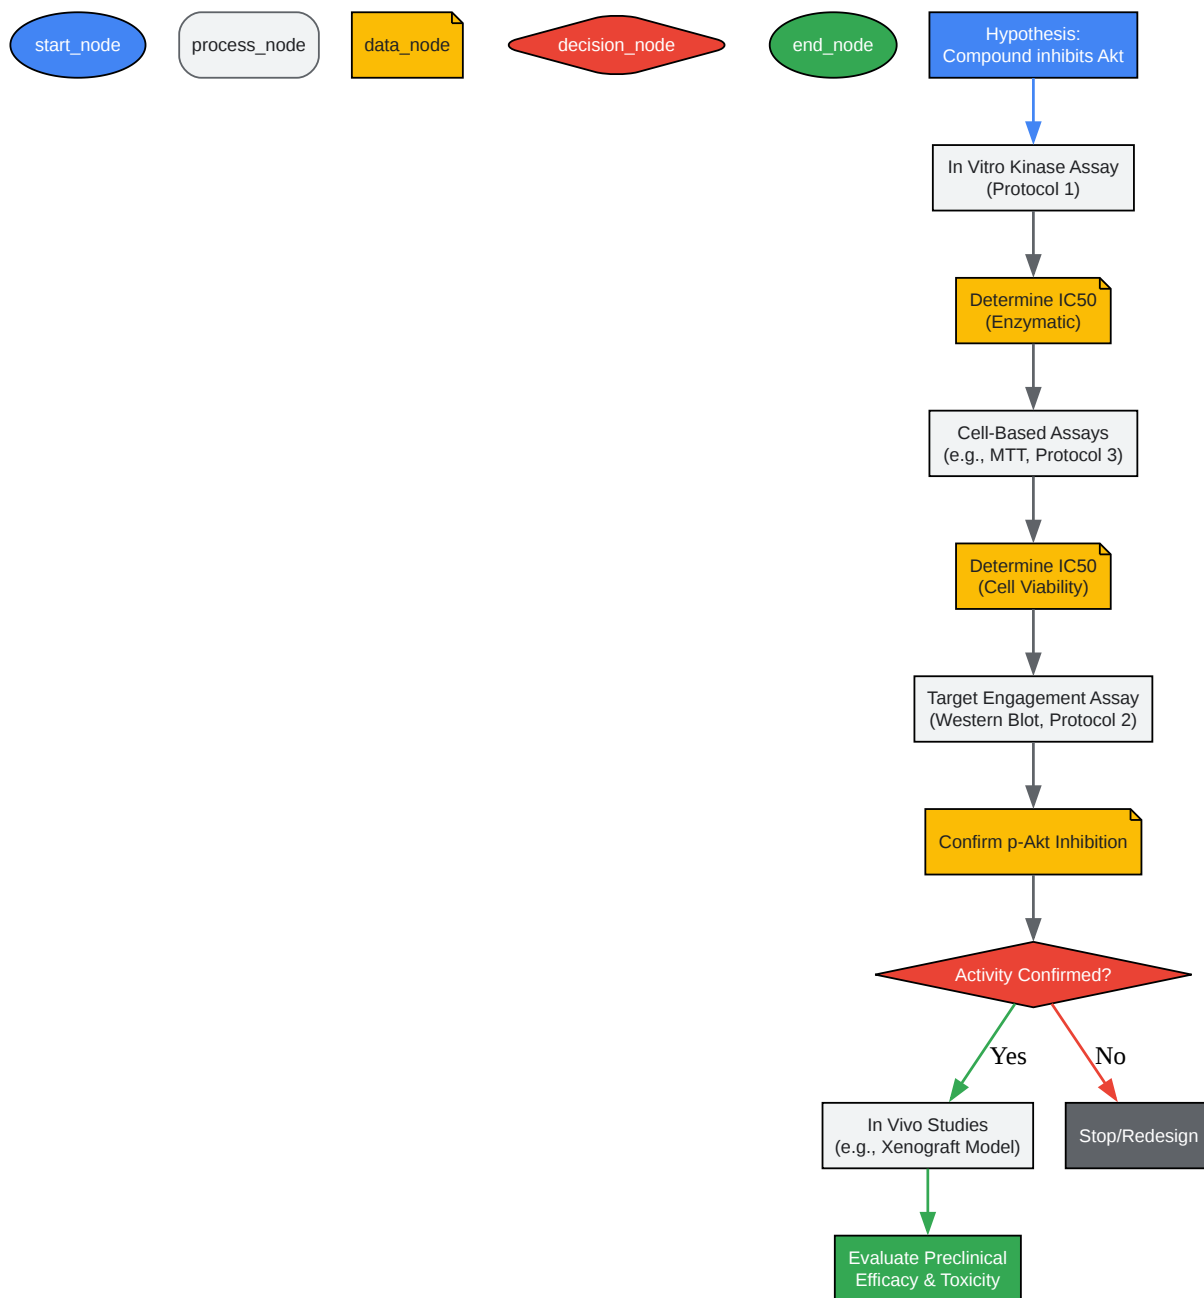 start_node
process_node
data_node
decision_node
end_node
Hypothesis:
Compound inhibits Akt
In Vitro Kinase Assay
(Protocol 1)
Determine IC50
(Enzymatic)
Cell-Based Assays
(e.g., MTT, Protocol 3)
Determine IC50
(Cell Viability)
Target Engagement Assay
(Western Blot, Protocol 2)
Confirm p-Akt Inhibition
Activity Confirmed?
Yes
No
In Vivo Studies
(e.g., Xenograft Model)
Stop/Redesign
Evaluate Preclinical
Efficacy & Toxicity